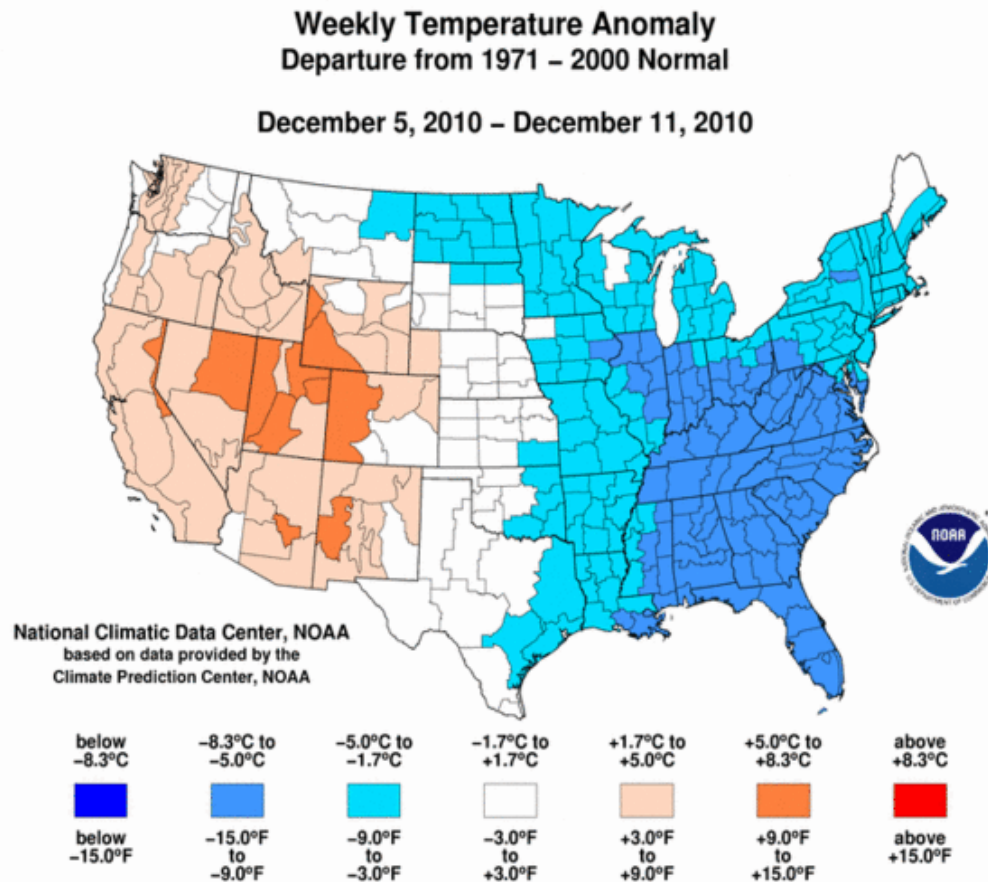 Weekly Temperature Anomaly
Departure from 1971 – 2000 Normal
December 5, 2010 – December 11, 2010
NOAA
National Climatic Data Center, NOAA
based on data provided by the
Climate Prediction Center, NOAA
below
−8.3ºC
−8.3ºC to
−5.0ºC
−5.0ºC to
−1.7ºC
−1.7ºC to
+1.7ºC
+1.7ºC to
+5.0ºC
+5.0ºC to
+8.3ºC
above
+8.3ºC
below
−15.0ºF
−15.0ºF
to
−9.0ºF
−9.0ºF
to
−3.0ºF
−3.0ºF
to
+3.0ºF
+3.0ºF
to
+9.0ºF
+9.0ºF
to
+15.0ºF
above
+15.0ºF